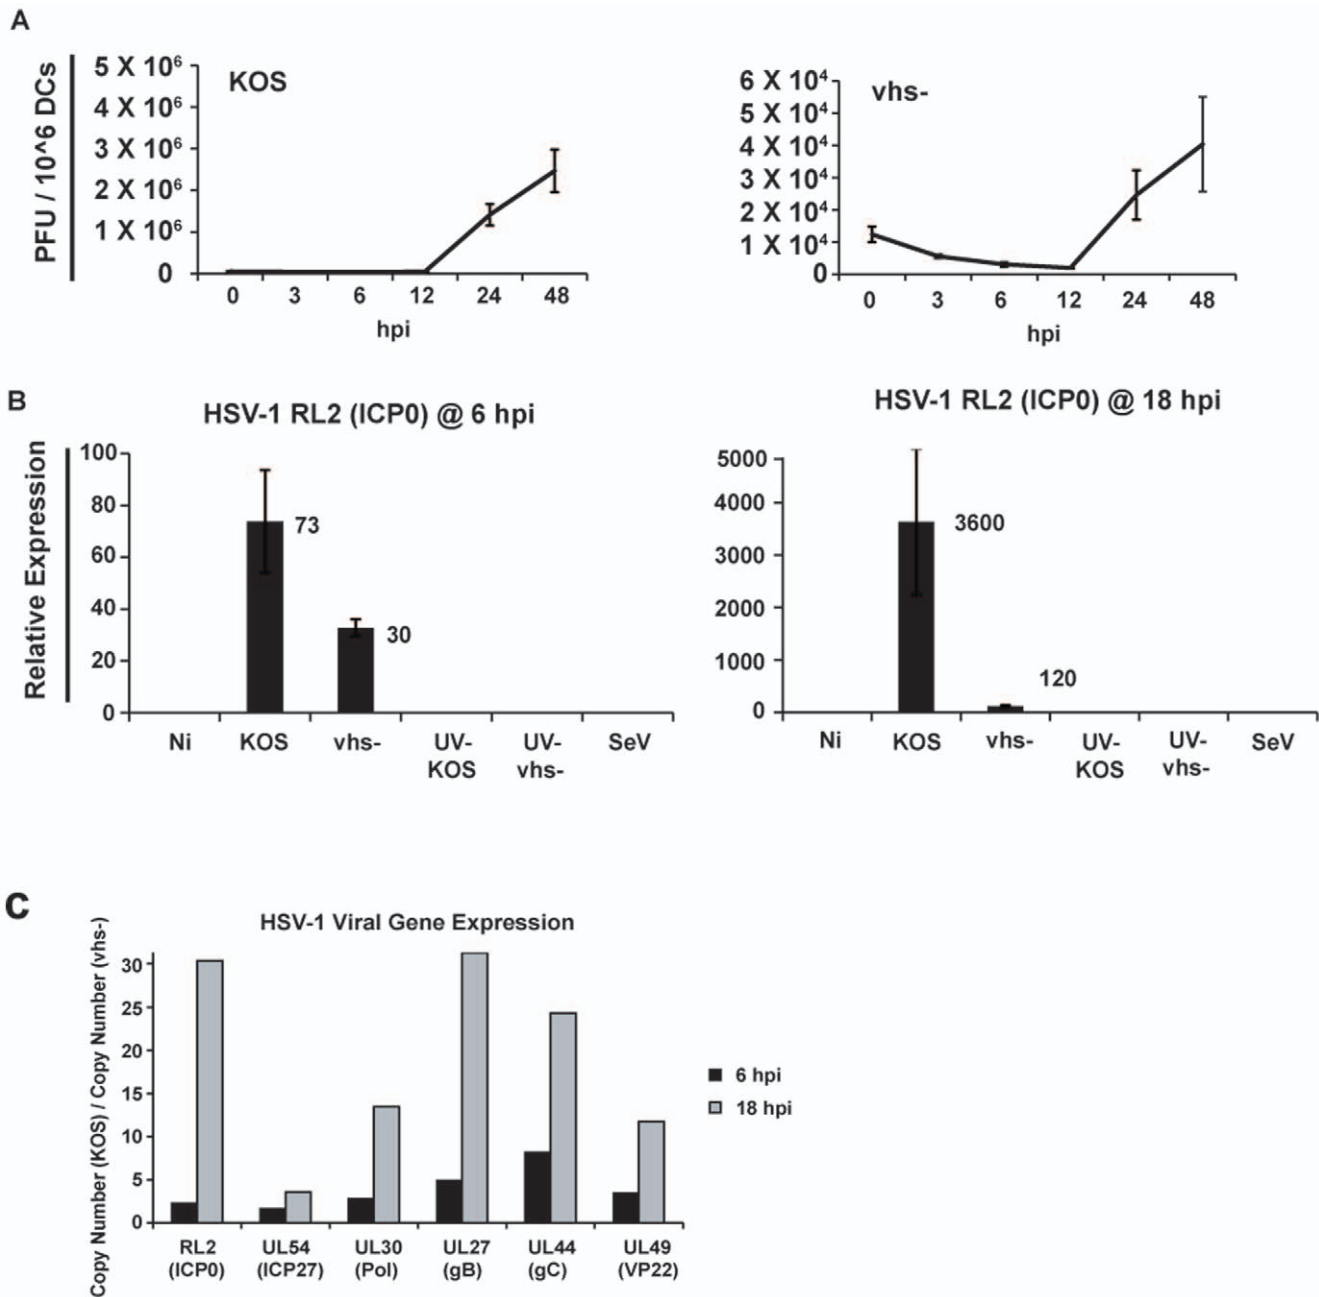 A
PFU / 10^6 DCs
KOS
5 X 10⁶
4 X 10⁶
3 X 10⁶
2 X 10⁶
1 X 10⁶
0
0 3 6 12 24 48
hpi
vhs-
6 X 10⁴
5 X 10⁴
4 X 10⁴
3 X 10⁴
2 X 10⁴
1 X 10⁴
0
0 3 6 12 24 48
hpi
B
HSV-1 RL2 (ICP0) @ 6 hpi
Relative Expression
100
80
60
40
20
0
73
30
Ni KOS vhs- UV- UV- SeV
KOS vhs-
HSV-1 RL2 (ICP0) @ 18 hpi
5000
4000
3000
2000
1000
0
3600
120
Ni KOS vhs- UV- UV- SeV
KOS vhs-
C
HSV-1 Viral Gene Expression
Copy Number (KOS) / Copy Number (vhs-)
30
25
20
15
10
5
0
RL2 UL54 UL30 UL27 UL44 UL49
(ICP0) (ICP27) (Pol) (gB) (gC) (VP22)
6 hpi
18 hpi